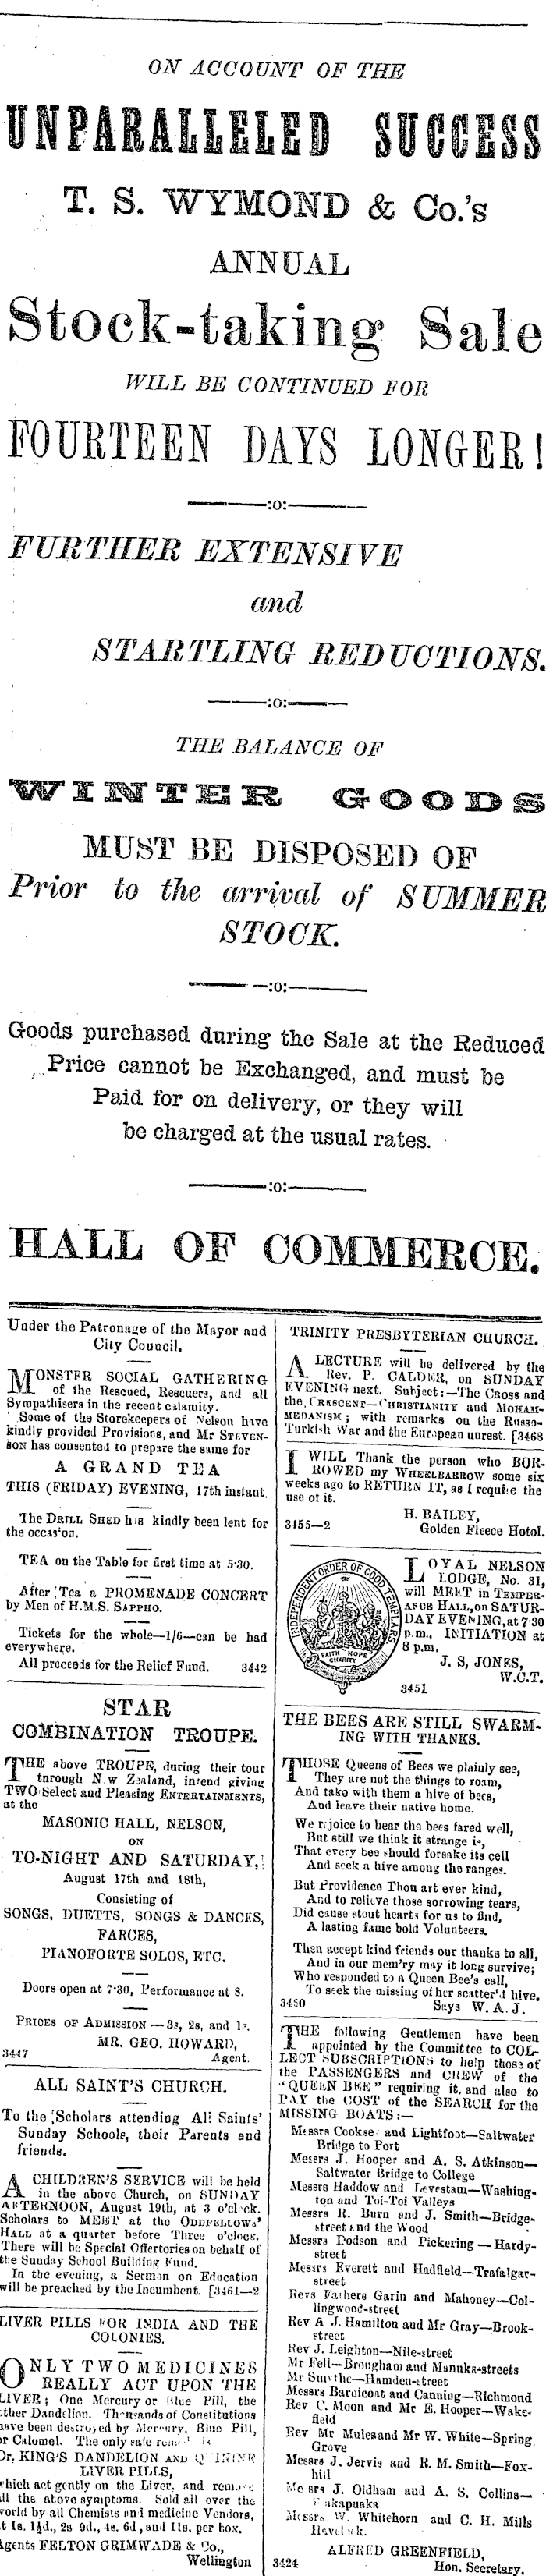 ON ACCOUNT OF THE
UNPARALLELED SUCCESS
T. S. WYMOND & Co.'s
ANNUAL
Stock-taking Sale
WILL BE CONTINUED FOR
FOURTEEN DAYS LONGER!
:o:
FURTHER EXTENSIVE
and
STARTLING REDUCTIONS.
:o:
THE BALANCE OF
WINTER GOODS
MUST BE DISPOSED OF
Prior to the arrival of SUMMER
STOCK.
:o:
Goods purchased during the Sale at the Reduced
Price cannot be Exchanged, and must be
Paid for on delivery, or they will
be charged at the usual rates.
:o:
HALL OF COMMERCE.
Under the Patronage of the Mayor and
City Council.
MONSTER SOCIAL GATHERING
of the Rescued, Rescuers, and all
Sympathisers in the recent calamity.
Some of the Storekeepers of Nelson have
kindly provided Provisions, and Mr STEVEN-
SON has consented to prepare the same for
A GRAND TEA
THIS (FRIDAY) EVENING, 17th instant.
The DRILL SHED has kindly been lent for
the occasion.
TEA on the Table for first time at 5·30.
After Tea a PROMENADE CONCERT
by Men of H.M.S. SAPPHO.
Tickets for the whole—1/6—can be had
everywhere.
All proceeds for the Relief Fund. 3442
STAR
COMBINATION TROUPE.
THE above TROUPE, during their tour
through New Zealand, intend giving
TWO Select and Pleasing ENTERTAINMENTS,
at the
MASONIC HALL, NELSON,
ON
TO-NIGHT AND SATURDAY,
August 17th and 18th,
Consisting of
SONGS, DUETTS, SONGS & DANCES,
FARCES,
PIANOFORTE SOLOS, ETC.
Doors open at 7·30, Performance at 8.
PRICES OF ADMISSION—3s, 2s, and 1s.
MR. GEO. HOWARD,
3447 Agent.
ALL SAINT'S CHURCH.
To the Scholars attending All Saints'
Sunday Schools, their Parents and
friends.
A CHILDREN'S SERVICE will be held
in the above Church, on SUNDAY
AFTERNOON, August 19th, at 3 o'clock.
Scholars to MEET at the ODDFELLOWS'
HALL at a quarter before Three o'clock.
There will be Special Offertories on behalf of
the Sunday School Building Fund.
In the evening, a Sermon on Education
will be preached by the Incumbent. [3461—2
LIVER PILLS FOR INDIA AND THE
COLONIES.
ONLY TWO MEDICINES
REALLY ACT UPON THE
LIVER; One Mercury or Blue Pill, the
other Dandelion. Thousands of Constitutions
have been destroyed by Mercury, Blue Pill,
or Calomel. The only safe
Dr. KING'S DANDELION AND QUININE
LIVER PILLS,
which act gently on the Liver, and remove
all the above symptoms. Sold all over the
world by all Chemists and medicine Vendors,
at 1s. 1½d., 2s 9d., 4s. 6d, and 11s. per box.
Agents FELTON GRIMWADE & Co.,
Wellington
TRINITY PRESBYTERIAN CHURCH.
A LECTURE will be delivered by the
Rev. P. CALDER, on SUNDAY
EVENING next. Subject:—The CROSS and
the CRESCENT—CHRISTIANITY and MOHAM-
MEDANISM; with remarks on the RUSSO-
Turkish War and the European unrest. [3468
I WILL Thank the person who BOR-
ROWED my WHEELBARROW some six
weeks ago to RETURN IT, as I require the
use of it.
H. BAILEY,
3455—2 Golden Fleece Hotel.
INDEPENDENT ORDER OF GOOD TEMPLARS
FAITH HOPE
CHARITY
LOYAL NELSON
LODGE, No. 31,
will MEET in TEMPER-
ANCE HALL, on SATUR-
DAY EVENING, at 7·30
p.m., INITIATION at
8 p.m,
J. S, JONES,
W.C.T.
3451
THE BEES ARE STILL SWARM-
ING WITH THANKS.
THOSE Queens of Bees we plainly see,
They are not the things to roam,
And take with them a hive of bees,
And leave their native home.
We rejoice to hear the bees fared well,
But still we think it strange is,
That every bee should forsake its cell
And seek a hive among the ranges.
But Providence Thou art ever kind,
And to relieve those sorrowing tears,
Did cause stout hearts for us to find,
A lasting fame bold Volunteers.
Then accept kind friends our thanks to all,
And in our mem'ry may it long survive;
Who responded to a Queen Bee's call,
To seek the missing of her scatter'd hive.
3450 Says W. A. J.
THE following Gentlemen have been
appointed by the Committee to COL-
LECT SUBSCRIPTIONS to help those of
the PASSENGERS and CREW of the
"QUEEN BEE" requiring it, and also to
PAY the COST of the SEARCH for the
MISSING BOATS:—
Messrs Cooksey and Lightfoot—Saltwater
Bridge to Port
Messrs J. Hooper and A. S. Atkinson—
Saltwater Bridge to College
Messrs Haddow and Levestam—Washing-
ton and Toi-Toi Valleys
Messrs R. Burn and J. Smith—Bridge-
street and the Wood
Messrs Dodson and Pickering—Hardy-
street
Messrs Everett and Hadfield—Trafalgar-
street
Revs Fathers Garin and Mahoney—Col-
lingwood-street
Rev A J. Hamilton and Mr Gray—Brook-
street
Rev J. Leighton—Nile-street
Mr Fell—Brougham and Manuka-streets
Mr Smythe—Hamden-street
Messrs Barnicoat and Canning—Richmond
Rev C. Moon and Mr E. Hooper—Wake-
field
Rev Mr Mules and Mr W. White—Spring
Grove
Messrs J. Jervis and R. M. Smith—Fox-
hill
Messrs J. Oldham and A. S. Collins—
Wakapuaka
Messrs W. Whitehorn and C. H. Mills
Havelock.
ALFRED GREENFIELD,
3424 Hon. Secretary.